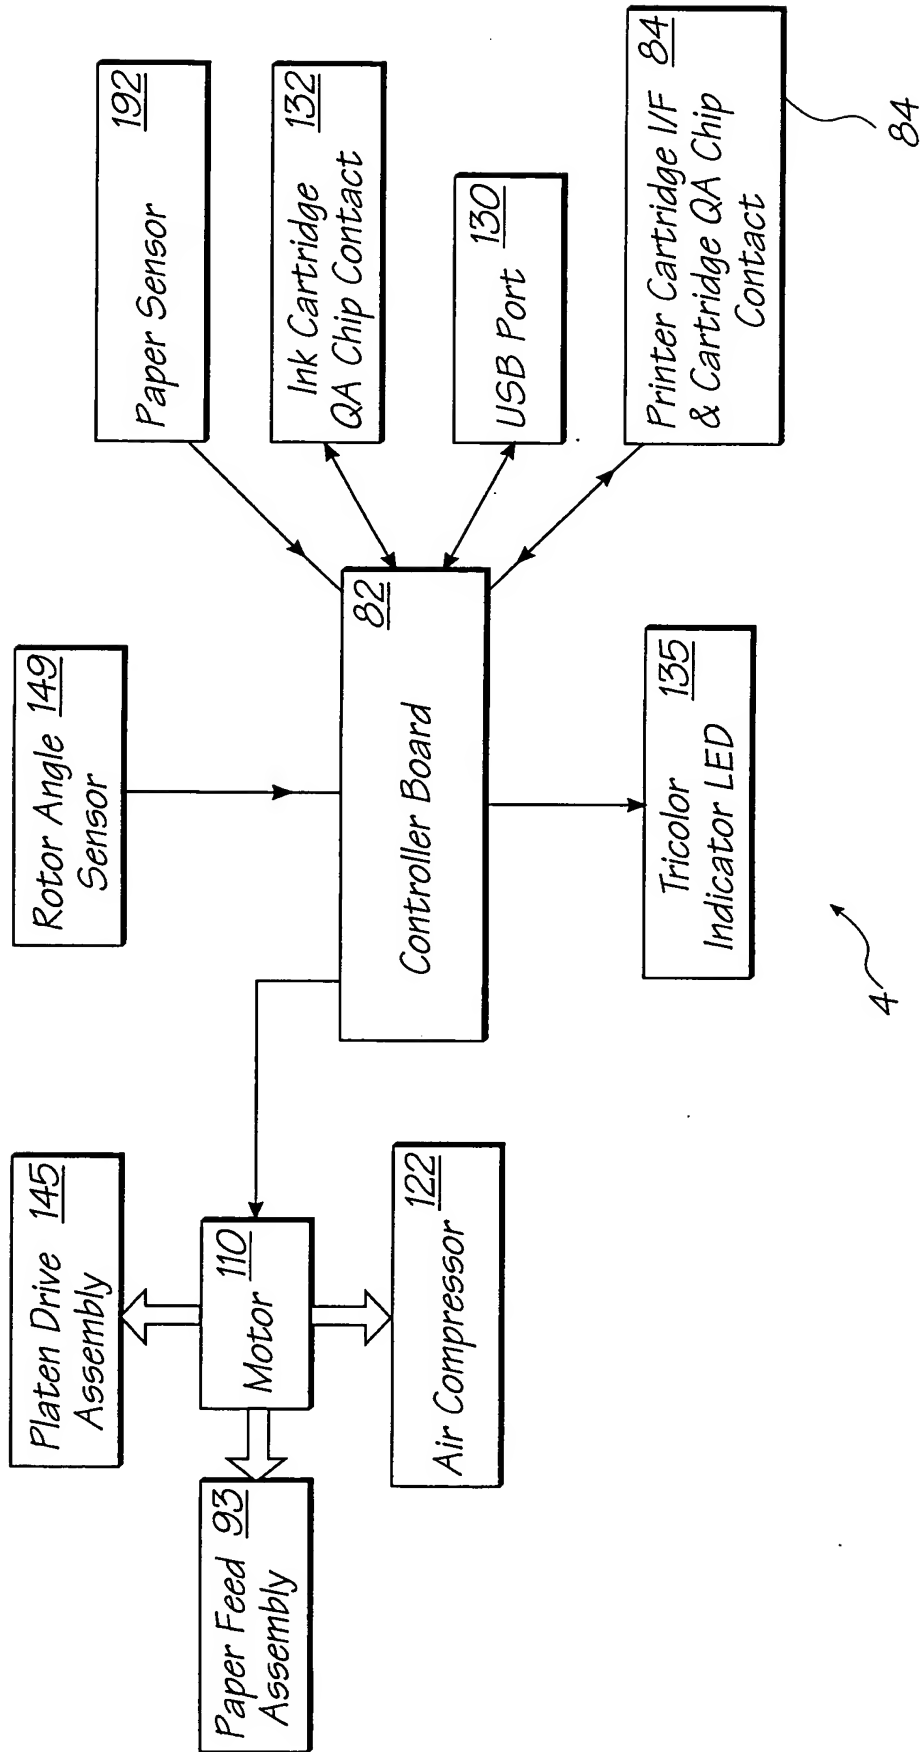 Platen Drive 145
Assembly
Rotor Angle 149
Sensor
Paper Sensor 192
Paper Feed 93
Assembly
Motor 110
Ink Cartridge 132
QA Chip Contact
Controller Board 82
Air Compressor 122
USB Port 130
Tricolor 135
Indicator LED
Printer Cartridge I/F 84
& Cartridge QA Chip
Contact
84
4